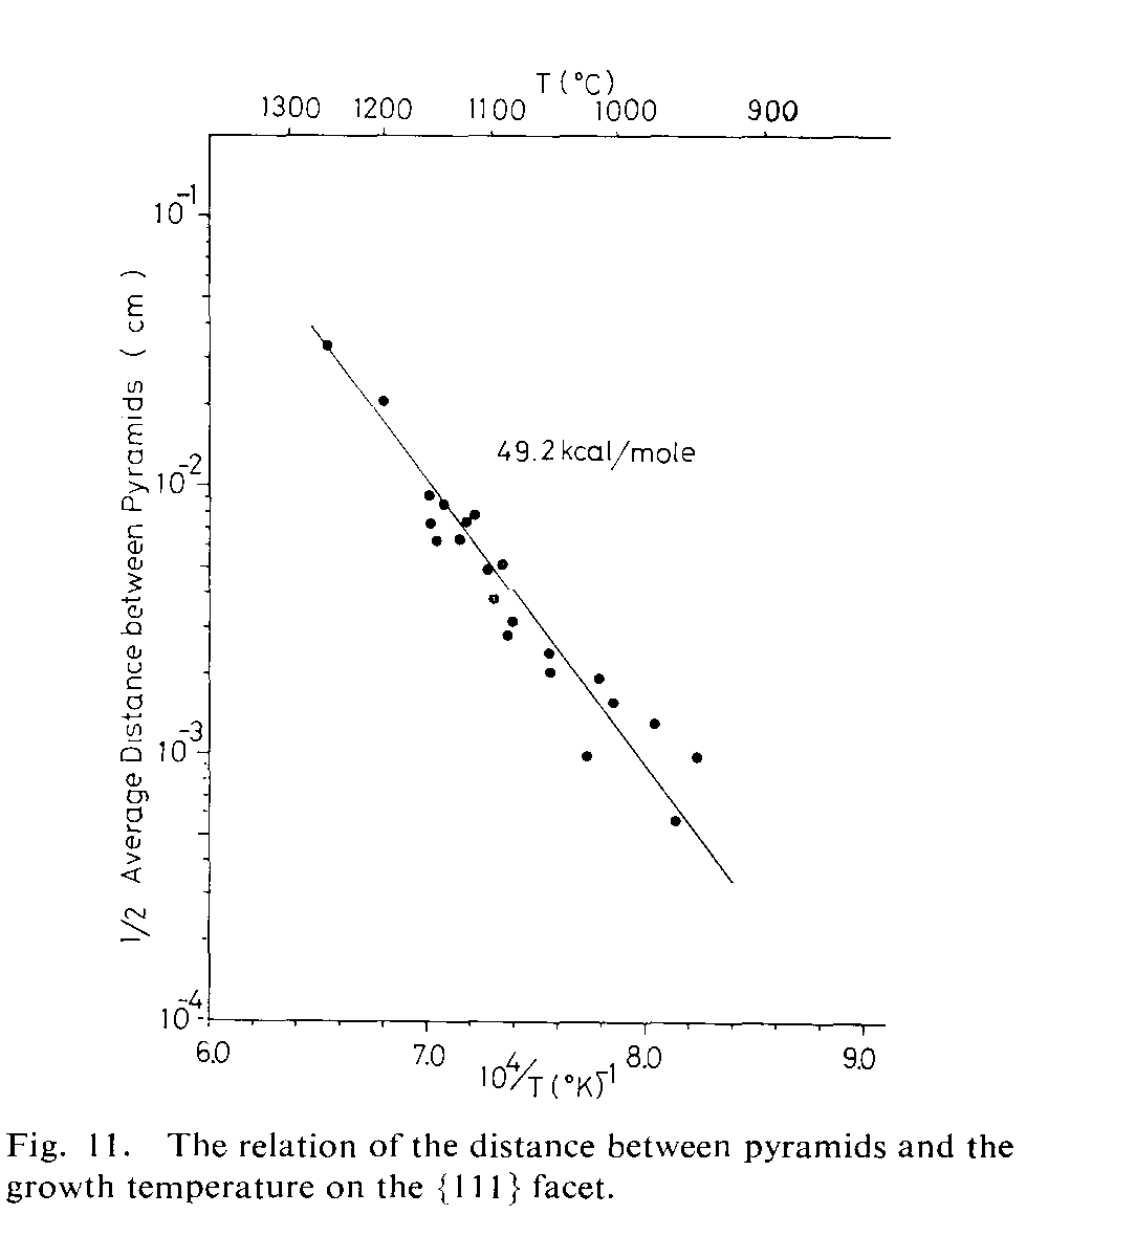 T (°C)
1300 1200 1100 1000 900
10⁻¹
10⁻²
10⁻³
10⁻⁴
1/2 Average Distance between Pyramids ( cm )
49.2 kcal/mole
6.0 7.0 8.0 9.0
10⁴/T (°K)⁻¹
Fig. 11. The relation of the distance between pyramids and the
growth temperature on the {111} facet.